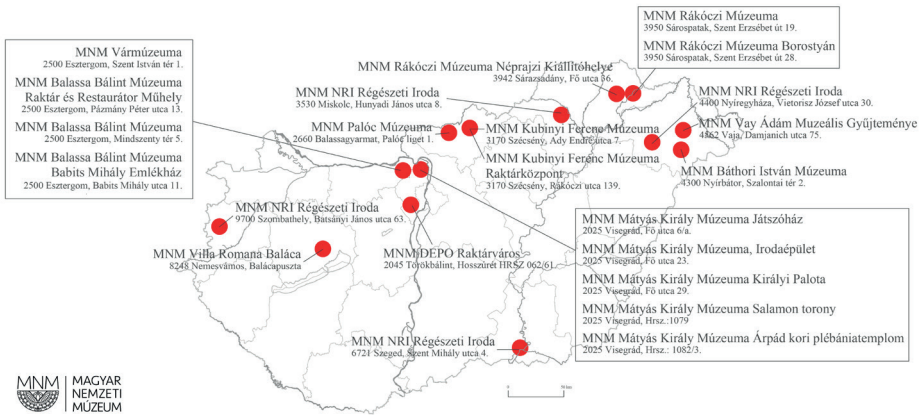 MNM Vármúzeuma
2500 Esztergom, Szent István tér 1.
MNM Balassa Bálint Múzeuma
Raktár és Restaurátor Műhely
2500 Esztergom, Pázmány Péter utca 13.
MNM Balassa Bálint Múzeuma
2500 Esztergom, Mindszenty tér 5.
MNM Balassa Bálint Múzeuma
Babits Mihály Emlékház
2500 Esztergom, Babits Mihály utca 11.
MNM Rákóczi Múzeuma
3950 Sárospatak, Szent Erzsébet út 19.
MNM Rákóczi Múzeuma Borostyán
3950 Sárospatak, Szent Erzsébet út 28.
MNM Rákóczi Múzeuma Néprajzi Kiállítóhelye
3942 Sárazsadány, Fő utca 36.
MNM NRI Régészeti Iroda
3530 Miskolc, Hunyadi János utca 8.
MNM NRI Régészeti Iroda
4400 Nyíregyháza, Vietorisz József utca 30.
MNM Palóc Múzeuma
2660 Balassagyarmat, Palóc liget 1.
MNM Kubinyi Ferenc Múzeuma
3170 Szécsény, Ady Endre utca 7.
MNM Vay Ádám Muzeális Gyűjteménye
4562 Vaja, Damjanich utca 75.
MNM Kubinyi Ferenc Múzeuma
Raktárközpont
3170 Szécsény, Rákóczi utca 139.
MNM Báthori István Múzeuma
4300 Nyírbátor, Szalontai tér 2.
MNM NRI Régészeti Iroda
9700 Szombathely, Batsányi János utca 63.
MNM Villa Romana Baláca
8248 Nemesvámos, Balácapuszta
MNM DEPO Raktárváros
2045 Törökbálint, Hosszúrét HRSZ 062/61.
MNM Mátyás Király Múzeuma Játszóház
2025 Visegrád, Fő utca 6/a.
MNM Mátyás Király Múzeuma, Irodaépület
2025 Visegrád, Fő utca 23.
MNM Mátyás Király Múzeuma Királyi Palota
2025 Visegrád, Fő utca 29.
MNM Mátyás Király Múzeuma Salamon torony
2025 Visegrád, Hrsz.:1079
MNM Mátyás Király Múzeuma Árpád kori plébániatemplom
2025 Visegrád, Hrsz.: 1082/3.
MNM NRI Régészeti Iroda
6721 Szeged, Szent Mihály utca 4.
MNM
MAGYAR
NEMZETI
MÚZEUM